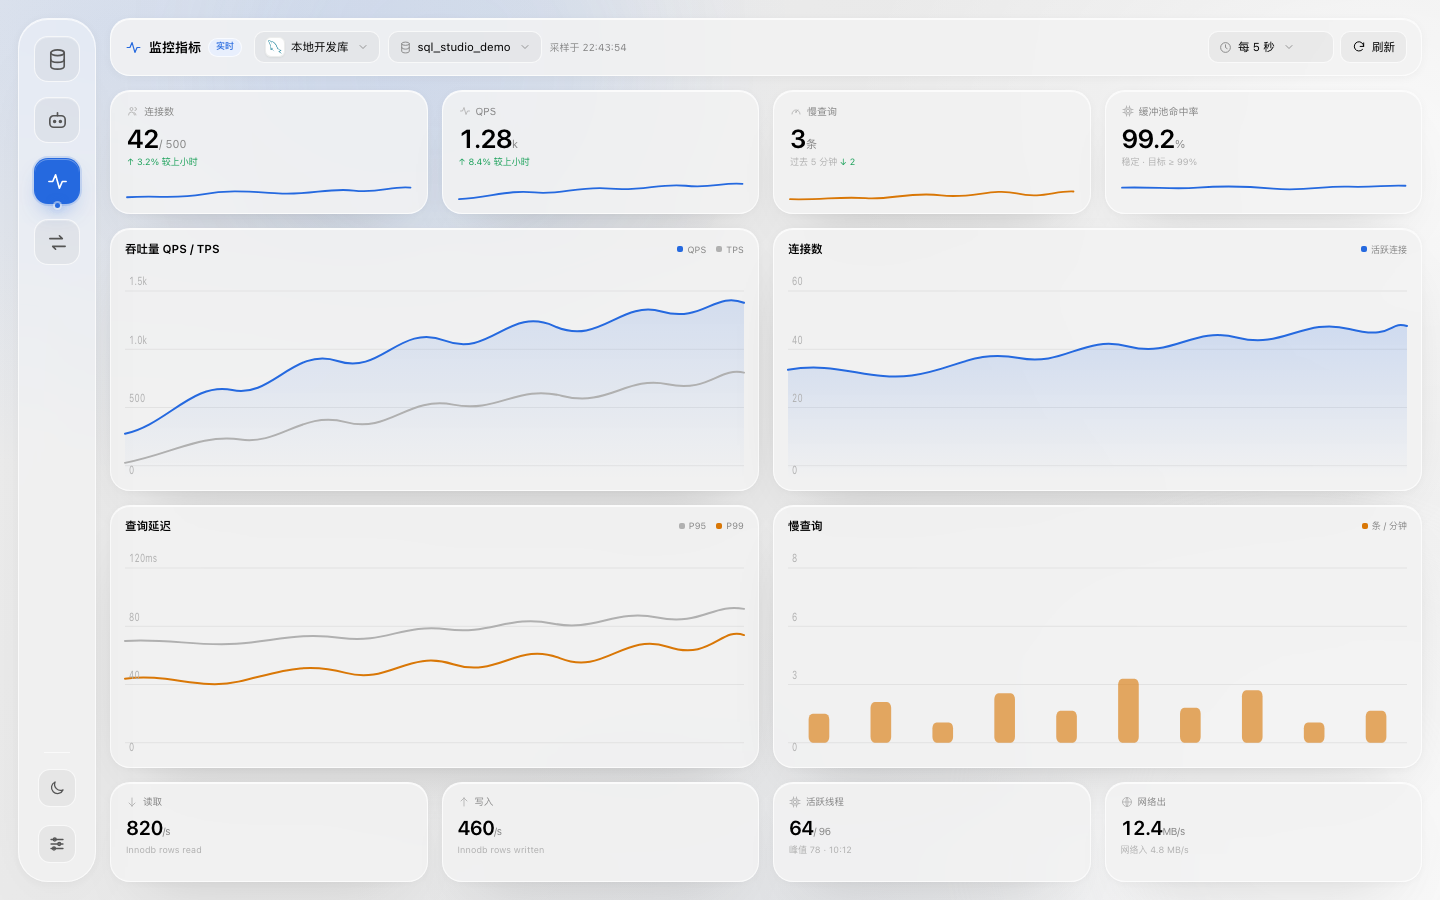 监控指标 实时 本地开发库 sql_studio_demo 采样于 22:43:54 每 5 秒 刷新
连接数
42 / 500
↑ 3.2% 较上小时
QPS
1.28k
↑ 8.4% 较上小时
慢查询
3条
过去 5 分钟 ↓ 2
缓冲池命中率
99.2%
稳定 · 目标 ≥ 99%
吞吐量 QPS / TPS
QPS TPS
1.5k
1.0k
500
0
连接数
活跃连接
60
40
20
0
查询延迟
P95 P99
120ms
80
40
0
慢查询
条 / 分钟
8
6
3
0
读取
820/s
Innodb rows read
写入
460/s
Innodb rows written
活跃线程
64 / 96
峰值 78 · 10:12
网络出
12.4MB/s
网络入 4.8 MB/s